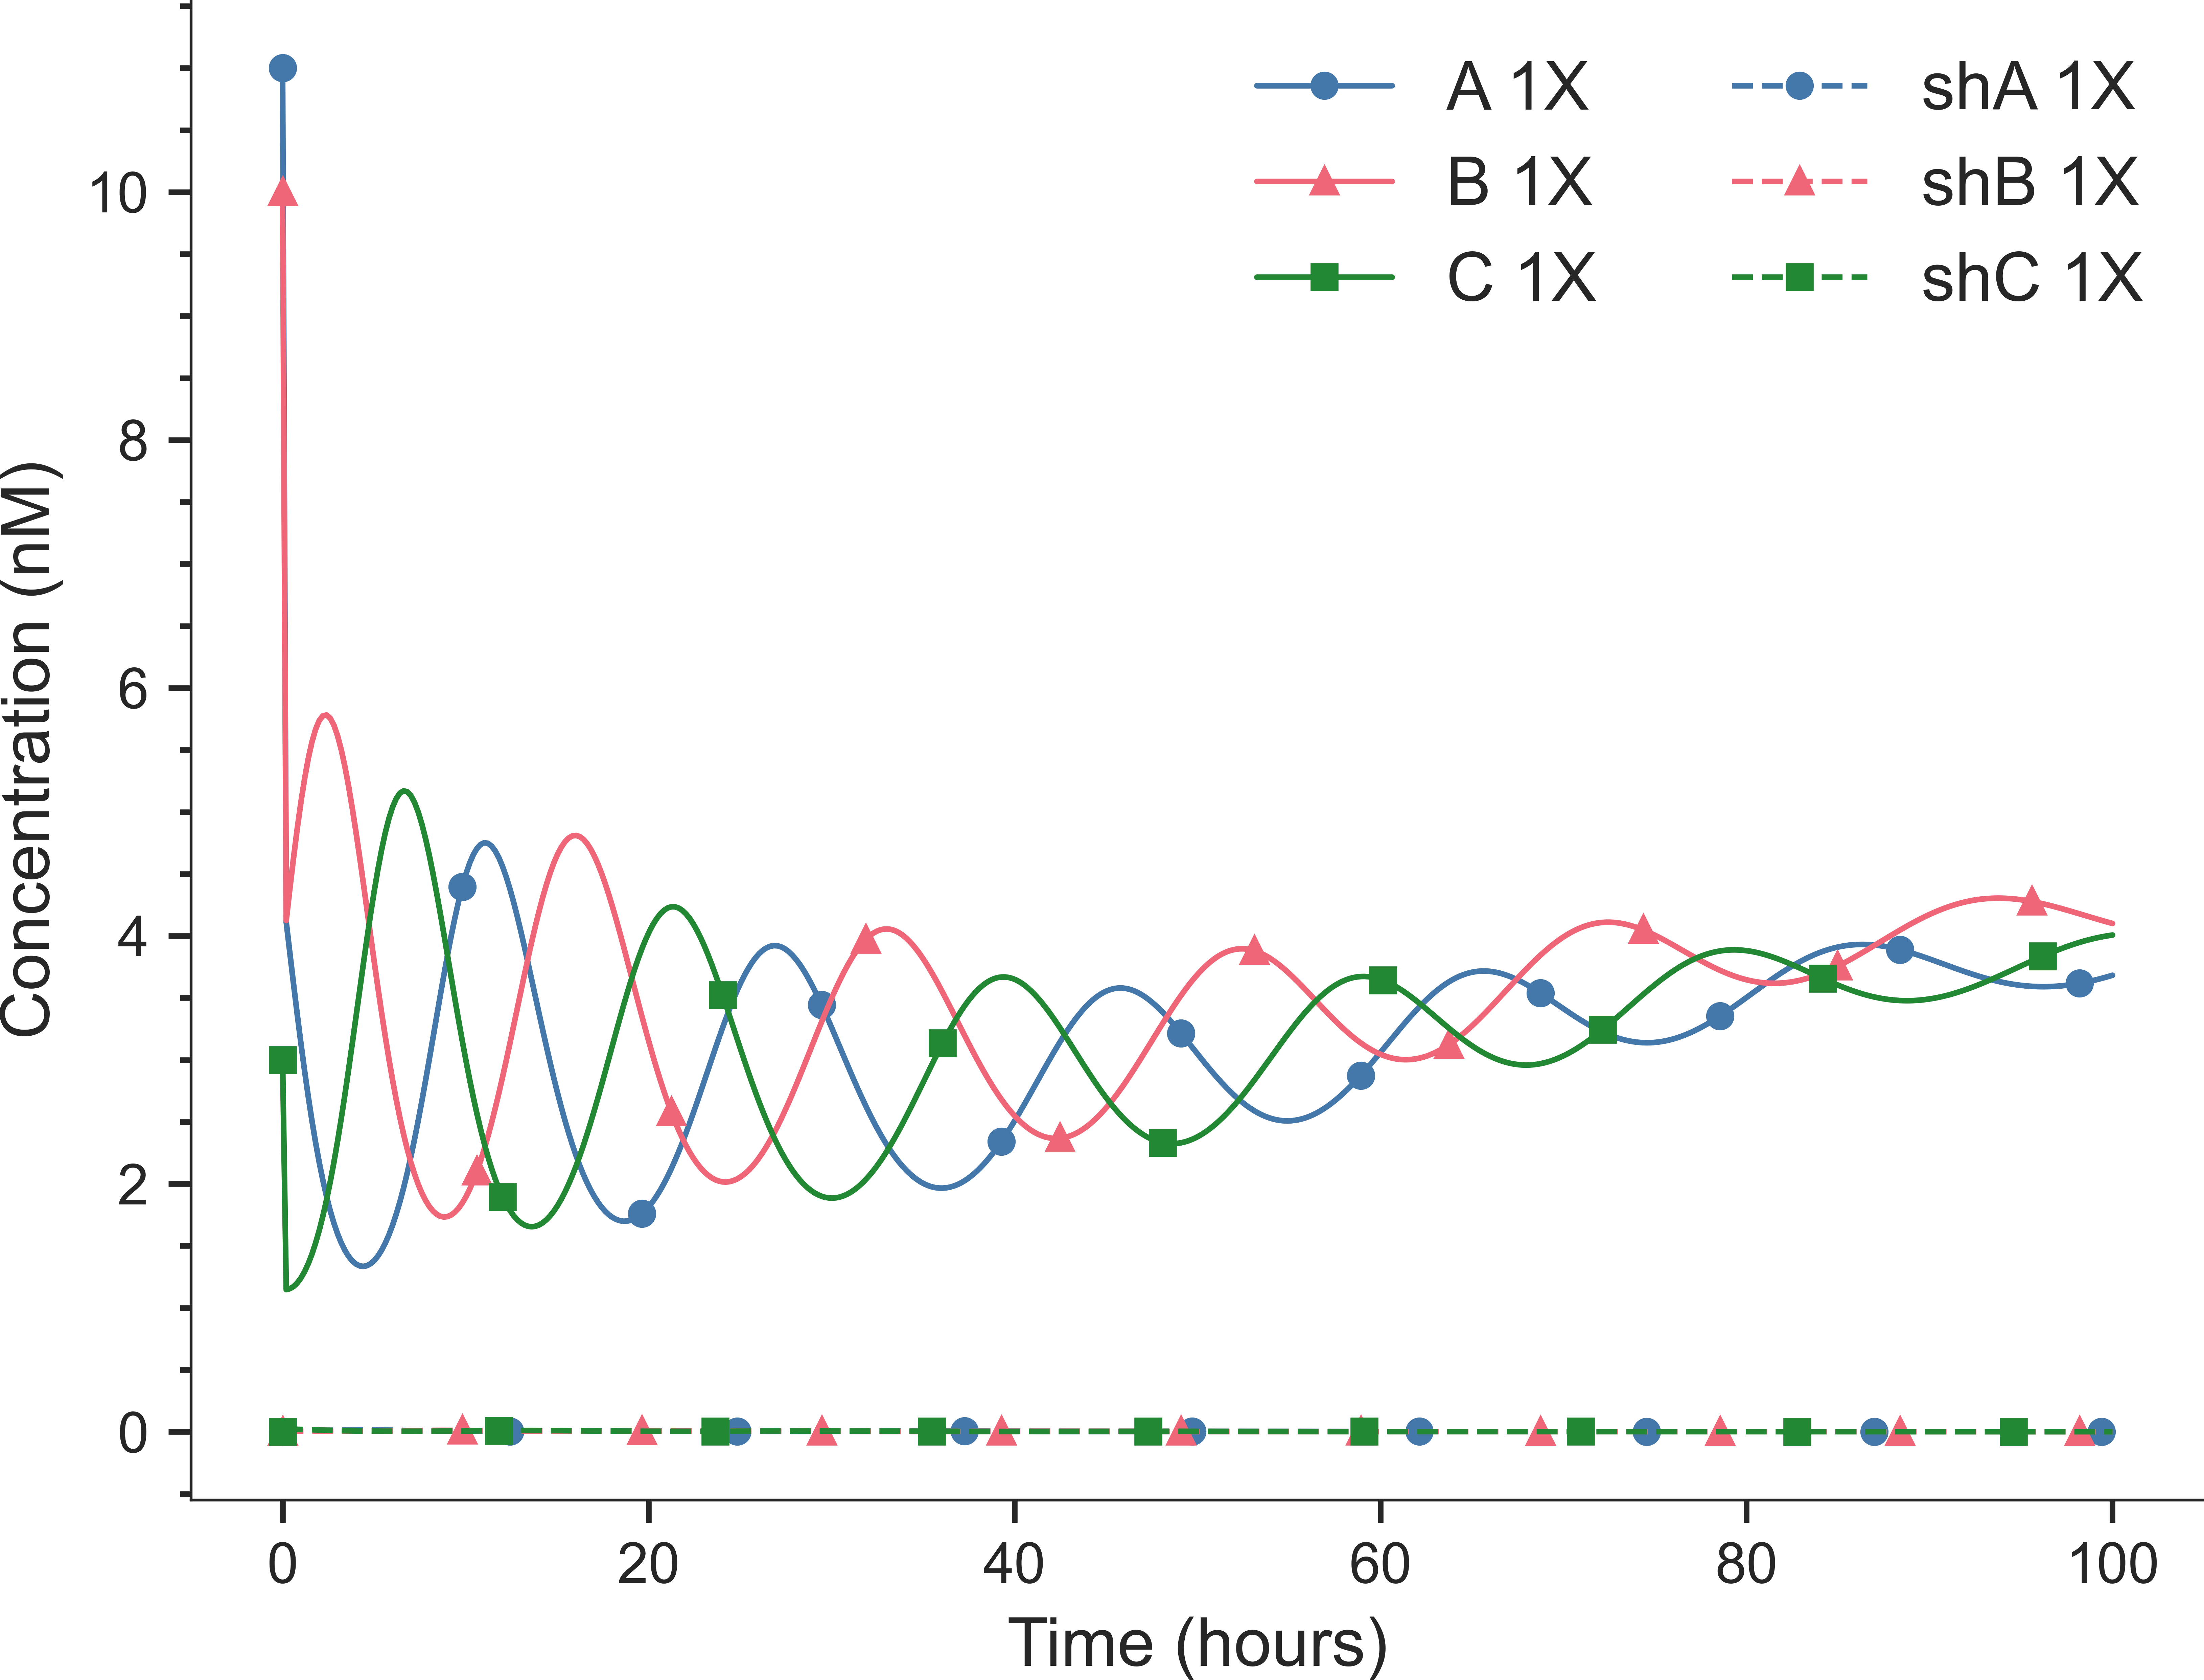 A 1X
shA 1X
B 1X
shB 1X
C 1X
shC 1X
Concentration (nM)
10
8
6
4
2
0
0 20 40 60 80 100
Time (hours)